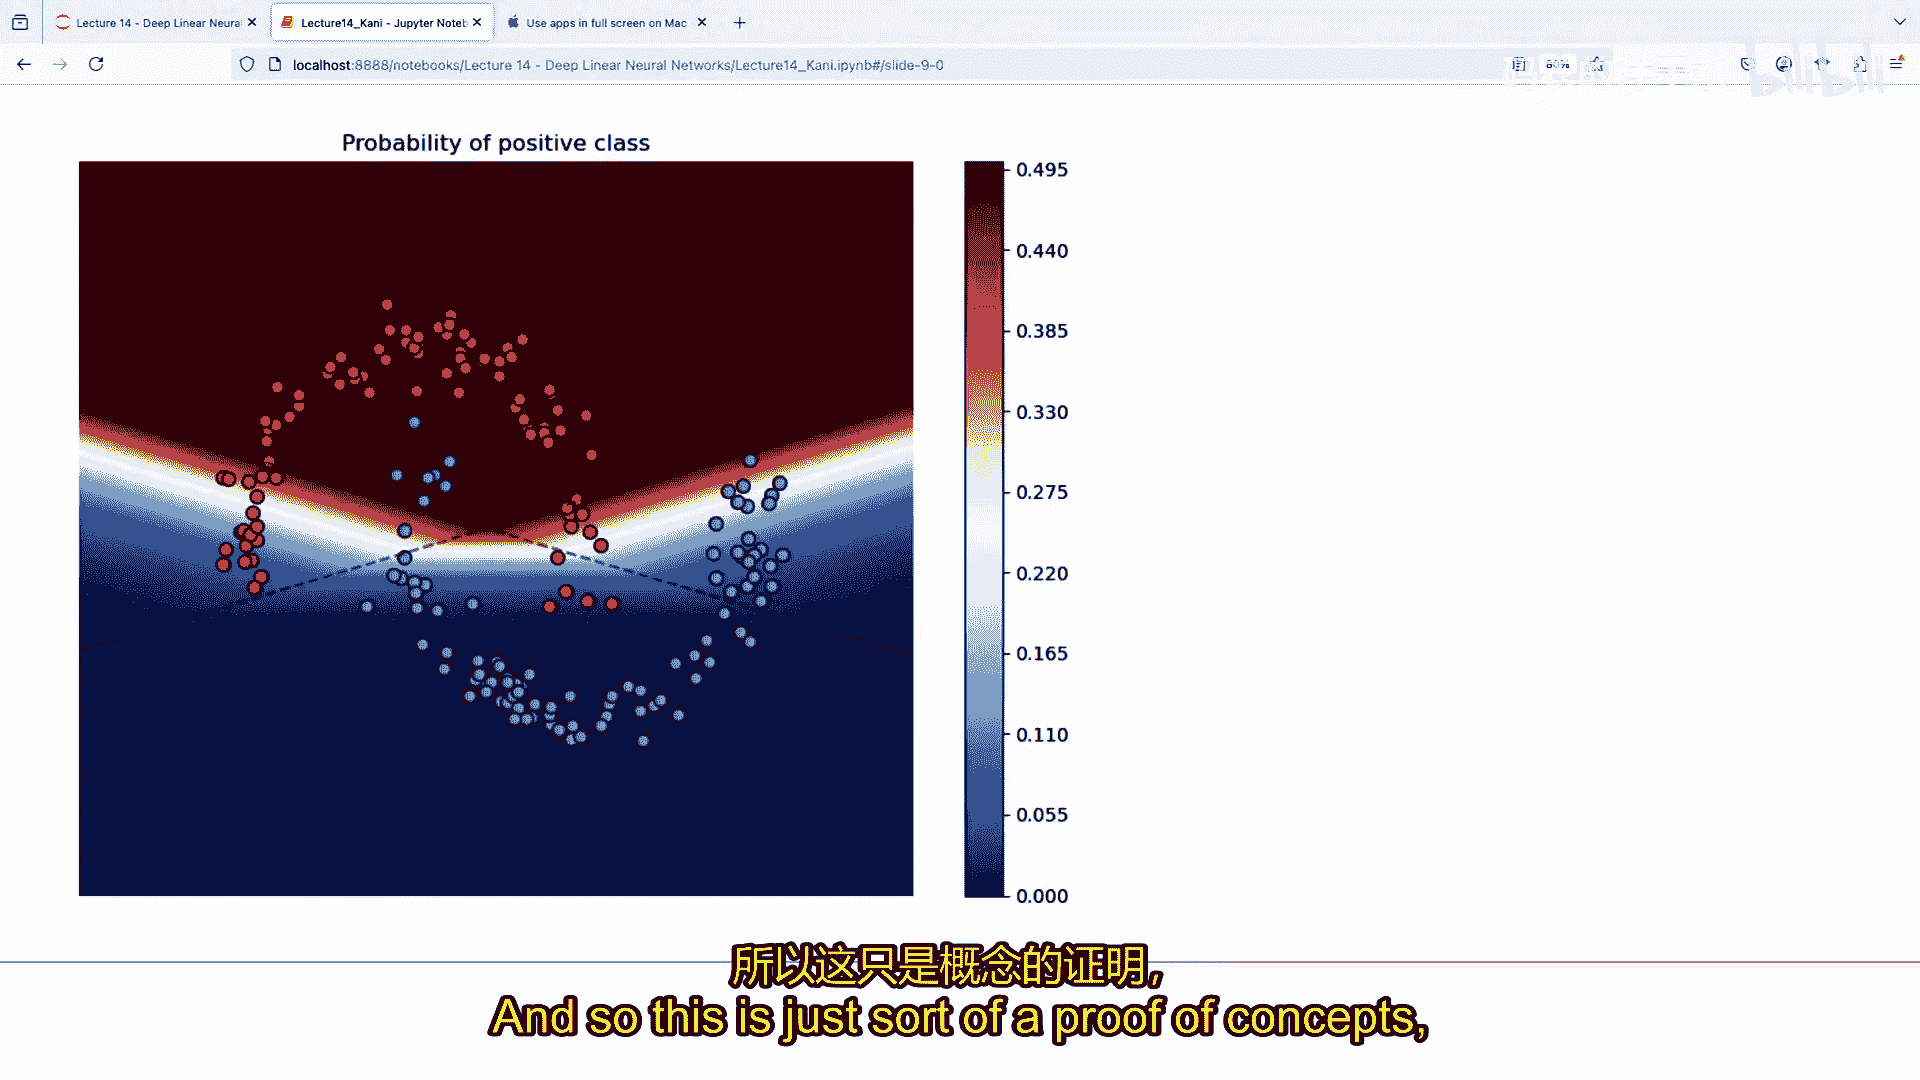 Lecture 14 - Deep Linear Neura
Lecture14_Kani - Jupyter Noteb
Use apps in full screen on Mac
localhost:8888/notebooks/Lecture 14 - Deep Linear Neural Networks/Lecture14_Kani.ipynb#/slide-9-0
80%
bilibili
Probability of positive class
0.495
0.440
0.385
0.330
0.275
0.220
0.165
0.110
0.055
0.000
所以这只是概念的证明,
And so this is just sort of a proof of concepts,